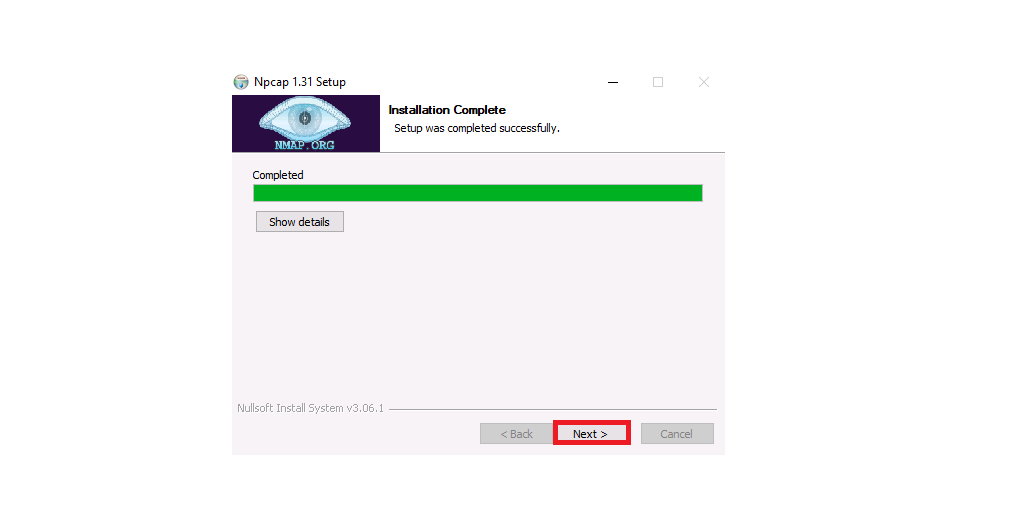 Npcap 1.31 Setup
Installation Complete
Setup was completed successfully.
NMAP.ORG
Completed
Show details
Nullsoft Install System v3.06.1
< Back
Next >
Cancel